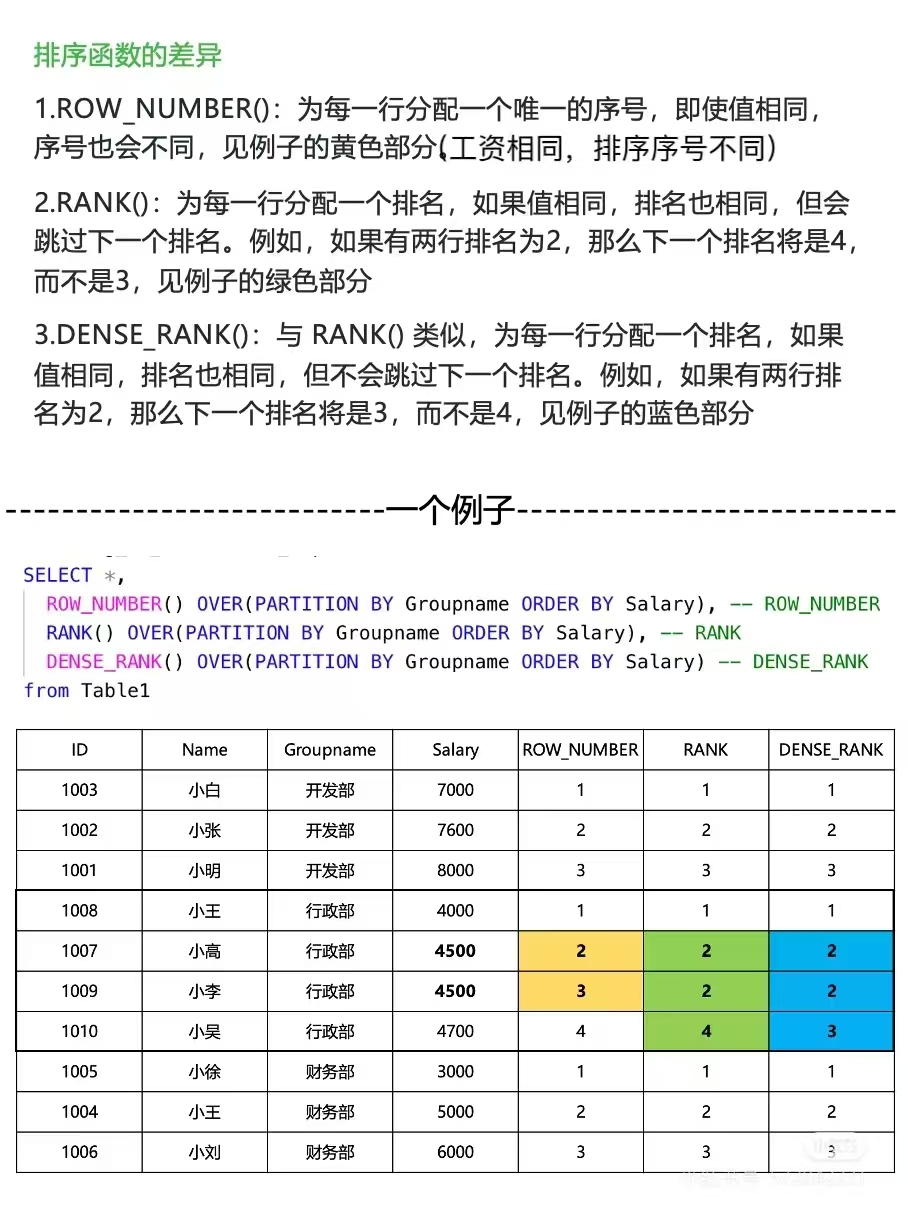 排序函数的差异
1.ROW_NUMBER()：为每一行分配一个唯一的序号，即使值相同，
序号也会不同，见例子的黄色部分(工资相同，排序序号不同)
2.RANK()：为每一行分配一个排名，如果值相同，排名也相同，但会
跳过下一个排名。例如，如果有两行排名为2，那么下一个排名将是4，
而不是3，见例子的绿色部分
3.DENSE_RANK()：与 RANK() 类似，为每一行分配一个排名，如果
值相同，排名也相同，但不会跳过下一个排名。例如，如果有两行排
名为2，那么下一个排名将是3，而不是4，见例子的蓝色部分
---------------------------一个例子---------------------------
SELECT *,
ROW_NUMBER() OVER(PARTITION BY Groupname ORDER BY Salary), -- ROW_NUMBER
RANK() OVER(PARTITION BY Groupname ORDER BY Salary), -- RANK
DENSE_RANK() OVER(PARTITION BY Groupname ORDER BY Salary) -- DENSE_RANK
from Table1
ID Name Groupname Salary ROW_NUMBER RANK DENSE_RANK
1003 小白 开发部 7000 1 1 1
1002 小张 开发部 7600 2 2 2
1001 小明 开发部 8000 3 3 3
1008 小王 行政部 4000 1 1 1
1007 小高 行政部 4500 2 2 2
1009 小李 行政部 4500 3 2 2
1010 小吴 行政部 4700 4 4 3
1005 小徐 财务部 3000 1 1 1
1004 小王 财务部 5000 2 2 2
1006 小刘 财务部 6000 3 3 3